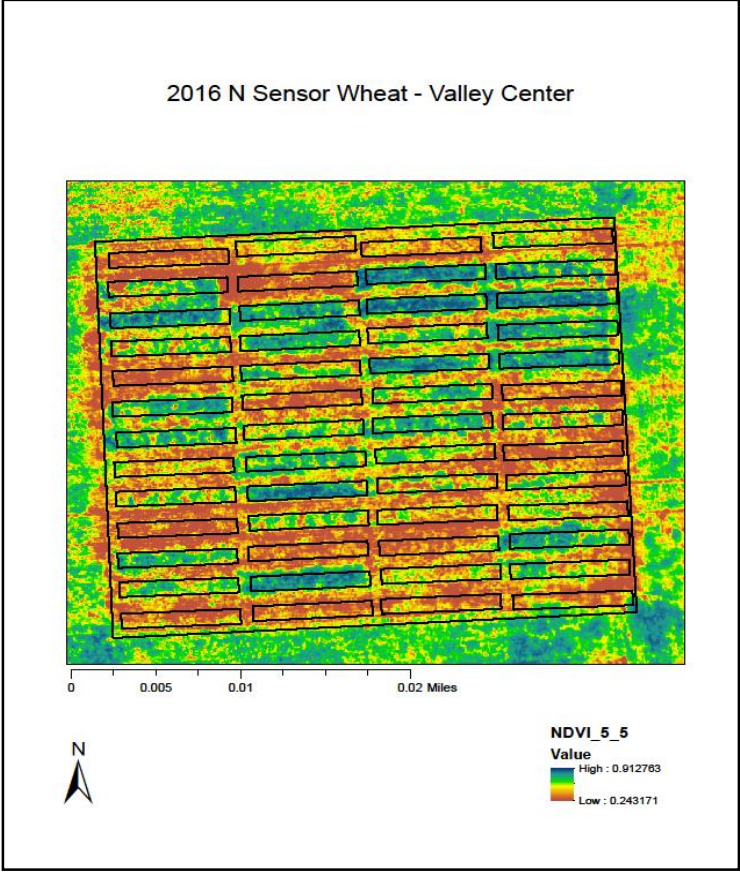 2016 N Sensor Wheat - Valley Center
0 0.005 0.01 0.02 Miles
N
NDVI_5_5
Value
High : 0.912763
Low : 0.243171